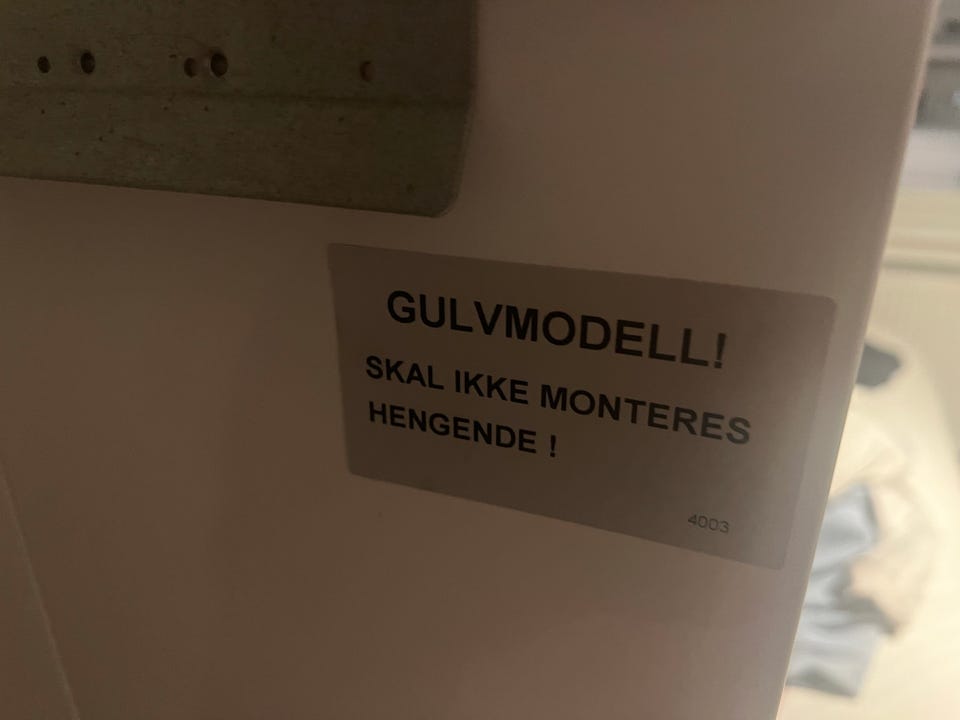 GULVMODELL!
SKAL IKKE MONTERES
HENGENDE !
4003